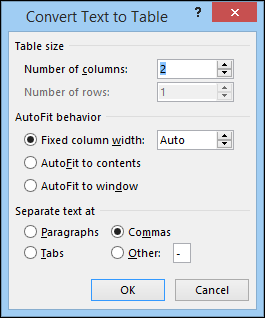 Convert Text to Table ? ×
Table size
Number of columns: 2
Number of rows: 1
AutoFit behavior
Fixed column width: Auto
AutoFit to contents
AutoFit to window
Separate text at
Paragraphs Commas
Tabs Other: -
OK Cancel